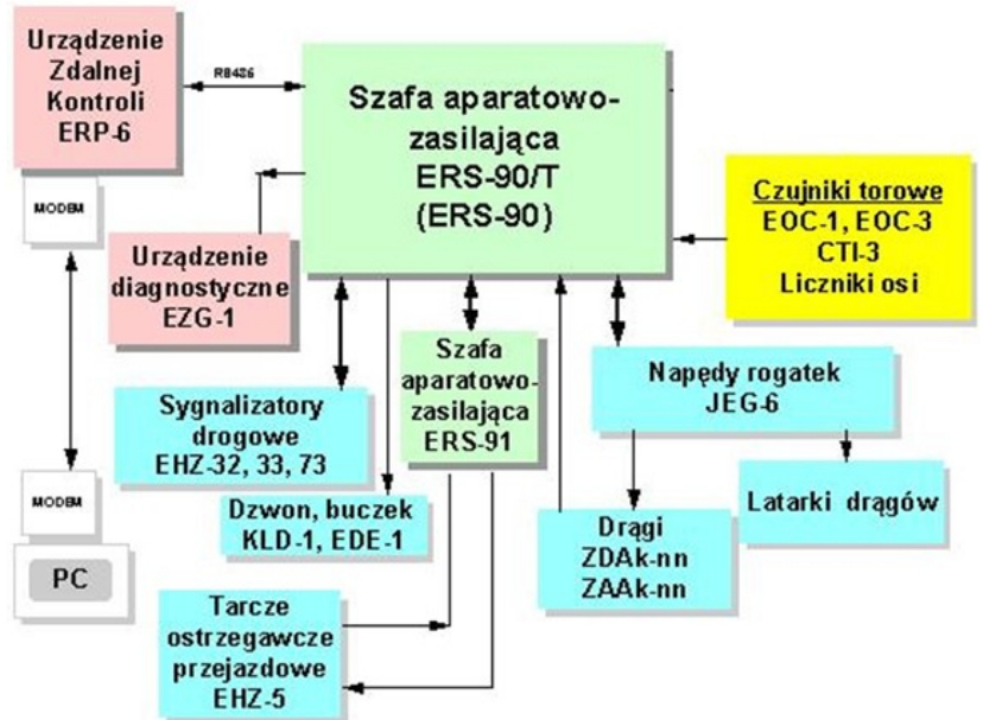 Urządzenie
Zdalnej
Kontroli
ERP-6
RB486
Szafa aparatowo-
zasilająca
ERS-90/T
(ERS-90)
MODEM
Czujniki torowe
EOC-1, EOC-3
CTI-3
Liczniki osi
Urządzenie
diagnostyczne
EZG-1
Szafa
aparatowo-
zasilająca
ERS-91
Napędy rogatek
JEG-6
Sygnalizatory
drogowe
EHZ-32, 33, 73
Latarki drągów
MODEM
Dzwon, buczek
KLD-1, EDE-1
Drągi
ZDAk-nn
ZAAk-nn
PC
Tarcze
ostrzegawcze
przejazdowe
EHZ-5